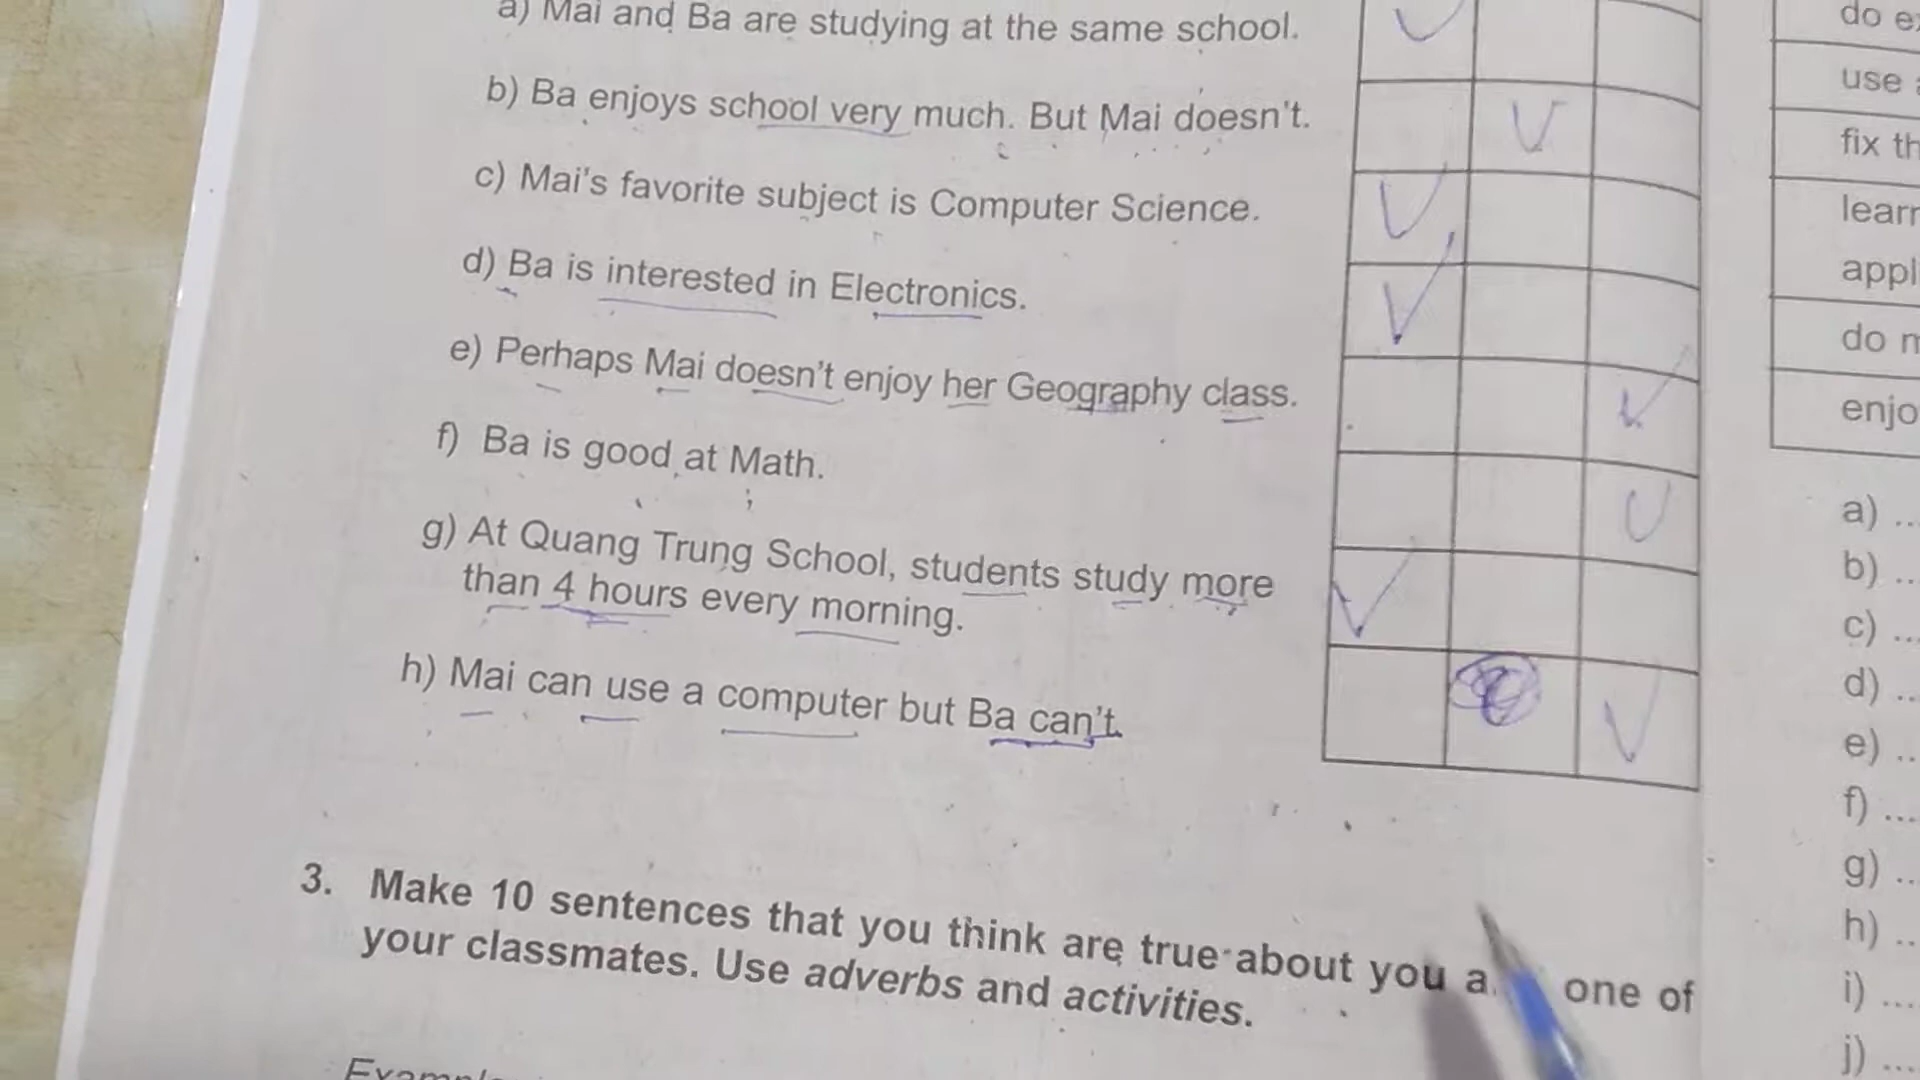 a) Mai and Ba are studying at the same school.
b) Ba enjoys school very much. But Mai doesn't.
c) Mai's favorite subject is Computer Science.
d) Ba is interested in Electronics.
e) Perhaps Mai doesn't enjoy her Geography class.
f) Ba is good at Math.
g) At Quang Trung School, students study more
than 4 hours every morning.
h) Mai can use a computer but Ba can't.
3. Make 10 sentences that you think are true about you a one of
your classmates. Use adverbs and activities.
do
use
fix
do
a) ...
b) ...
c) ...
d) ...
e) ...
f) ...
g) ...
h) ...
i) ...
j) ...